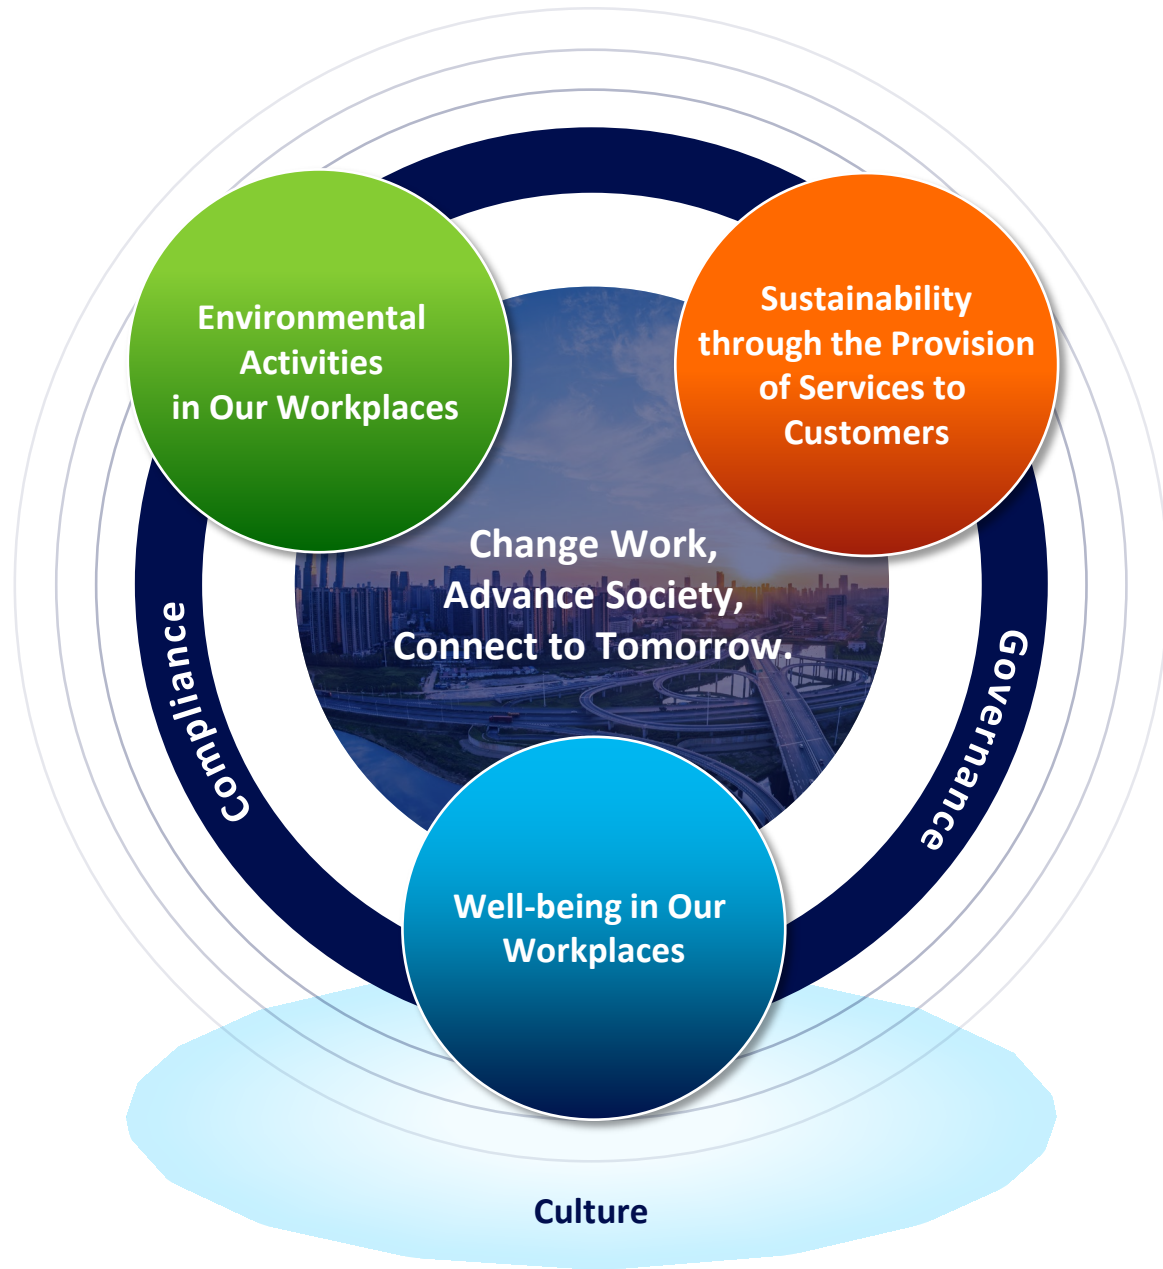 Environmental
Activities
in Our Workplaces
Sustainability
through the Provision
of Services to
Customers
Change Work,
Advance Society,
Connect to Tomorrow.
Compliance
Governance
Well-being in Our
Workplaces
Culture